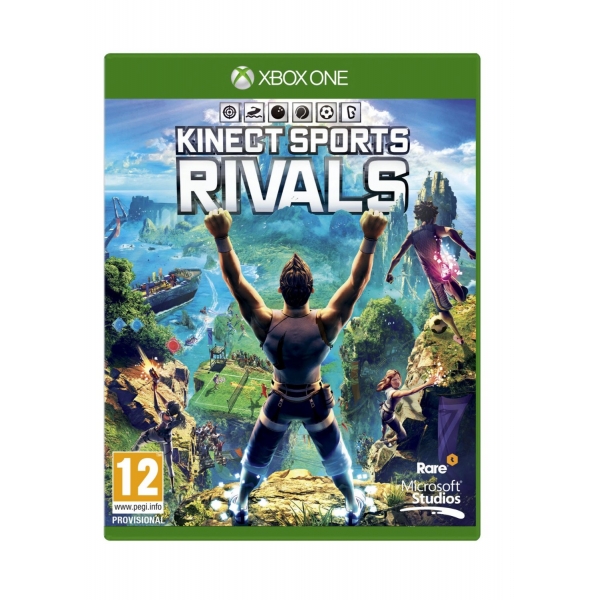 XBOX ONE
KINECT SPORTS
RIVALS
12
www.pegi.info
PROVISIONAL
Rare
Microsoft
Studios